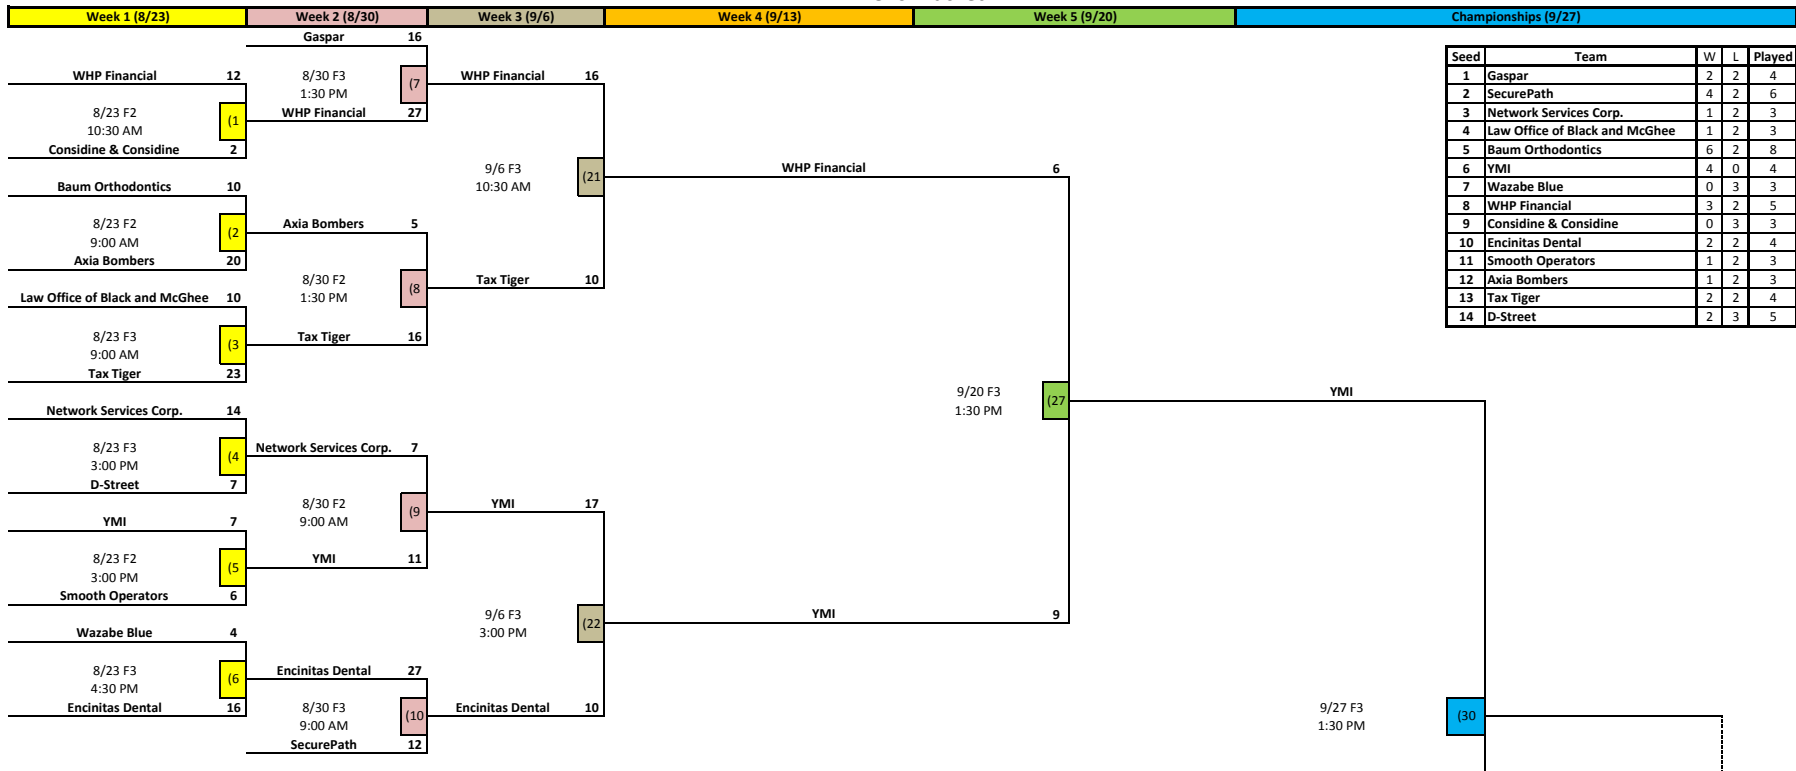 Week 1 (8/23) Week 2 (8/30) Week 3 (9/6) Week 4 (9/13) Week 5 (9/20) Championships (9/27)
Gaspar 16
WHP Financial 12
8/30 F3
1:30 PM
(7
WHP Financial 16
8/23 F2
10:30 AM
(1
WHP Financial 27
Considine & Considine 2
9/6 F3
10:30 AM
(21
WHP Financial 6
Baum Orthodontics 10
8/23 F2
9:00 AM
(2
Axia Bombers 5
Axia Bombers 20
8/30 F2
1:30 PM
(8
Tax Tiger 10
Law Office of Black and McGhee 10
8/23 F3
9:00 AM
(3
Tax Tiger 16
Tax Tiger 23
9/20 F3
1:30 PM
(27
YMI
Network Services Corp. 14
8/23 F3
3:00 PM
(4
Network Services Corp. 7
D-Street 7
8/30 F2
9:00 AM
(9
YMI 17
YMI 7
8/23 F2
3:00 PM
(5
YMI 11
Smooth Operators 6
9/6 F3
3:00 PM
(22
YMI 9
Wazabe Blue 4
8/23 F3
4:30 PM
(6
Encinitas Dental 27
Encinitas Dental 16
8/30 F3
9:00 AM
(10
Encinitas Dental 10
SecurePath 12
9/27 F3
1:30 PM
(30
Seed Team W L Played
1 Gaspar 2 2 4
2 SecurePath 4 2 6
3 Network Services Corp. 1 2 3
4 Law Office of Black and McGhee 1 2 3
5 Baum Orthodontics 6 2 8
6 YMI 4 0 4
7 Wazabe Blue 0 3 3
8 WHP Financial 3 2 5
9 Considine & Considine 0 3 3
10 Encinitas Dental 2 2 4
11 Smooth Operators 1 2 3
12 Axia Bombers 1 2 3
13 Tax Tiger 2 2 4
14 D-Street 2 3 5